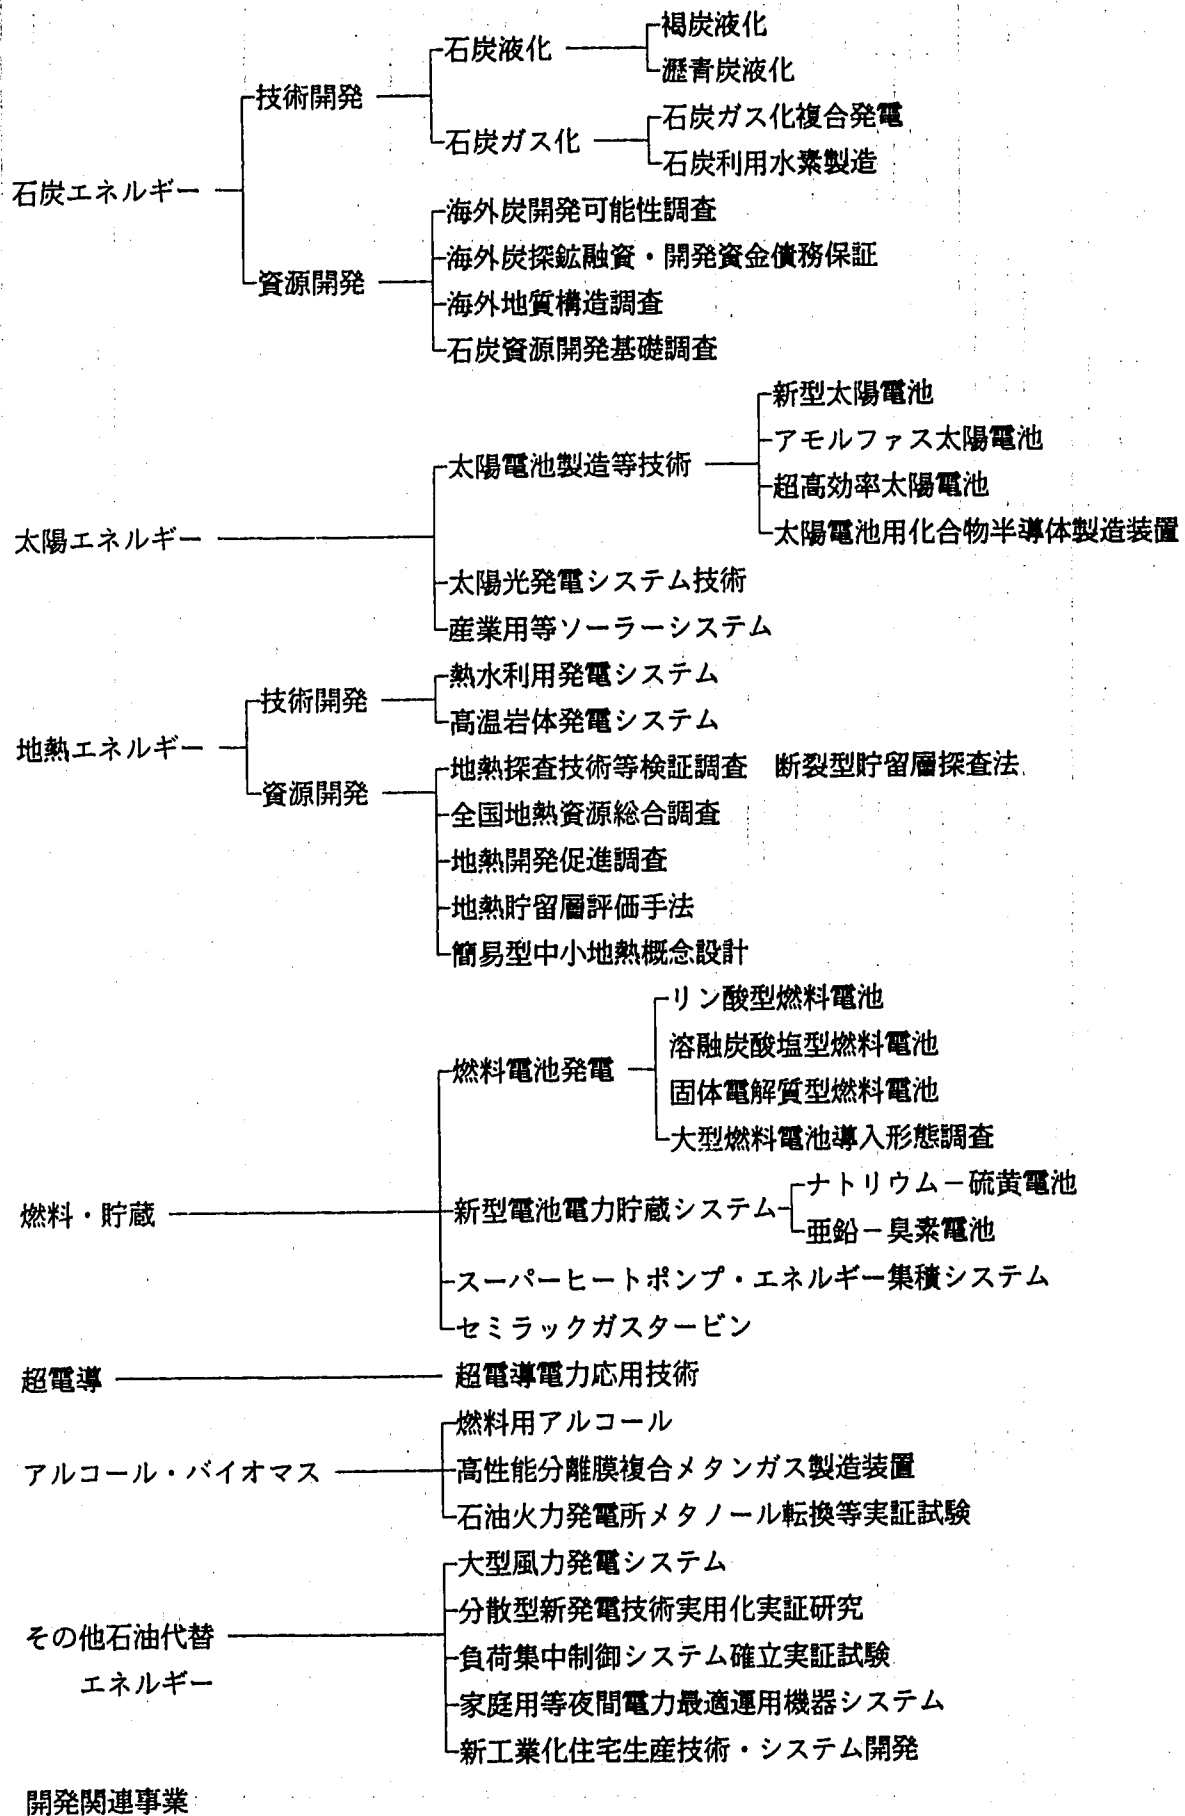 石炭エネルギー
技術開発
石炭液化
褐炭液化
瀝青炭液化
石炭ガス化
石炭ガス化複合発電
石炭利用水素製造
資源開発
海外炭開発可能性調査
海外炭探鉱融資・開発資金債務保証
海外地質構造調査
石炭資源開発基礎調査
太陽エネルギー
太陽電池製造等技術
新型太陽電池
アモルファス太陽電池
超高効率太陽電池
太陽電池用化合物半導体製造装置
太陽光発電システム技術
産業用等ソーラーシステム
地熱エネルギー
技術開発
熱水利用発電システム
高温岩体発電システム
資源開発
地熱探査技術等検証調査 断裂型貯留層探査法
全国地熱資源総合調査
地熱開発促進調査
地熱貯留層評価手法
簡易型中小地熱概念設計
燃料・貯蔵
燃料電池発電
リン酸型燃料電池
溶融炭酸塩型燃料電池
固体電解質型燃料電池
大型燃料電池導入形態調査
新型電池電力貯蔵システム
ナトリウム－硫黄電池
亜鉛－臭素電池
スーパーヒートポンプ・エネルギー集積システム
セミラックガスタービン
超電導
超電導電力応用技術
アルコール・バイオマス
燃料用アルコール
高性能分離膜複合メタンガス製造装置
石油火力発電所メタノール転換等実証試験
その他石油代替
エネルギー
大型風力発電システム
分散型新発電技術実用化実証研究
負荷集中制御システム確立実証試験
家庭用等夜間電力最適運用機器システム
新工業化住宅生産技術・システム開発
開発関連事業